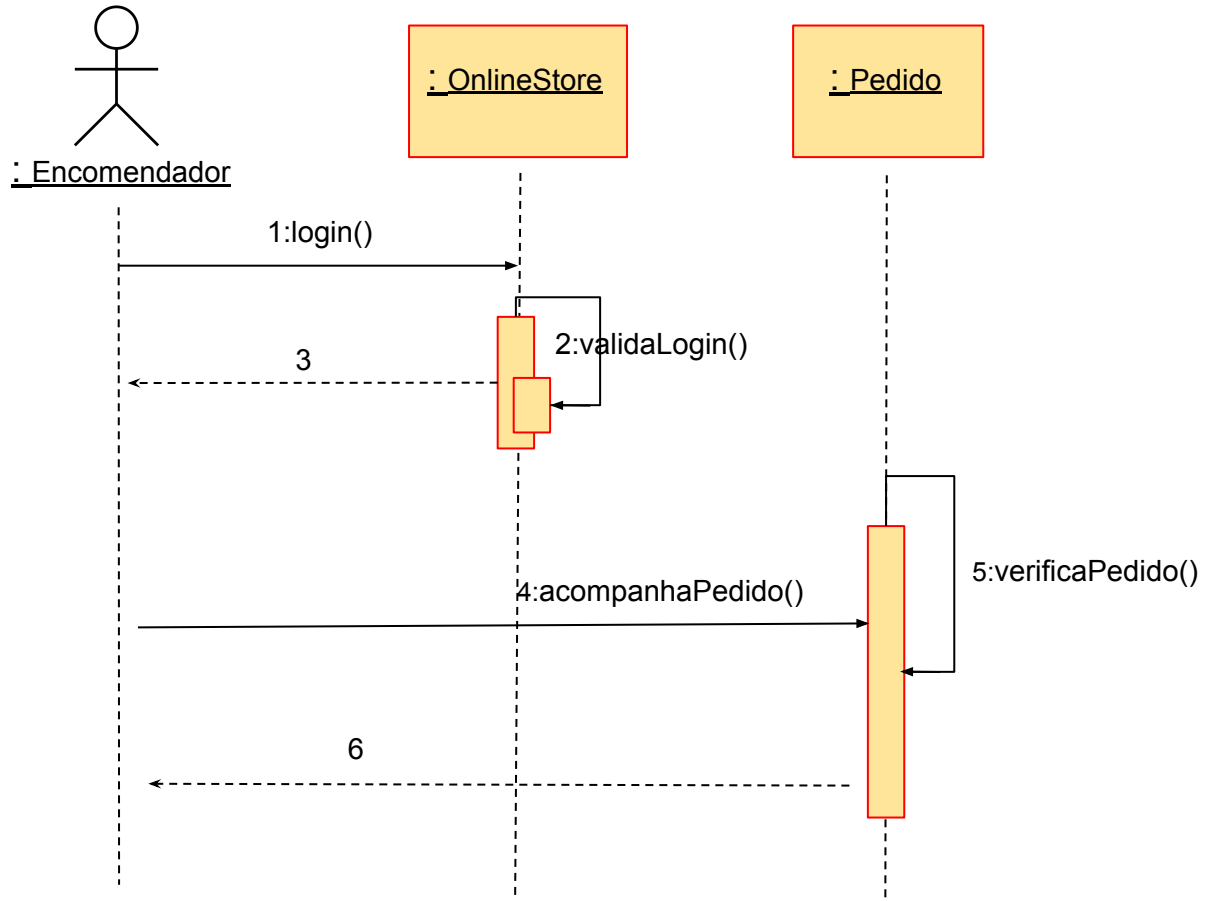 : OnlineStore
: Pedido
: Encomendador
1:login()
2:validaLogin()
3
4:acompanhaPedido()
5:verificaPedido()
6